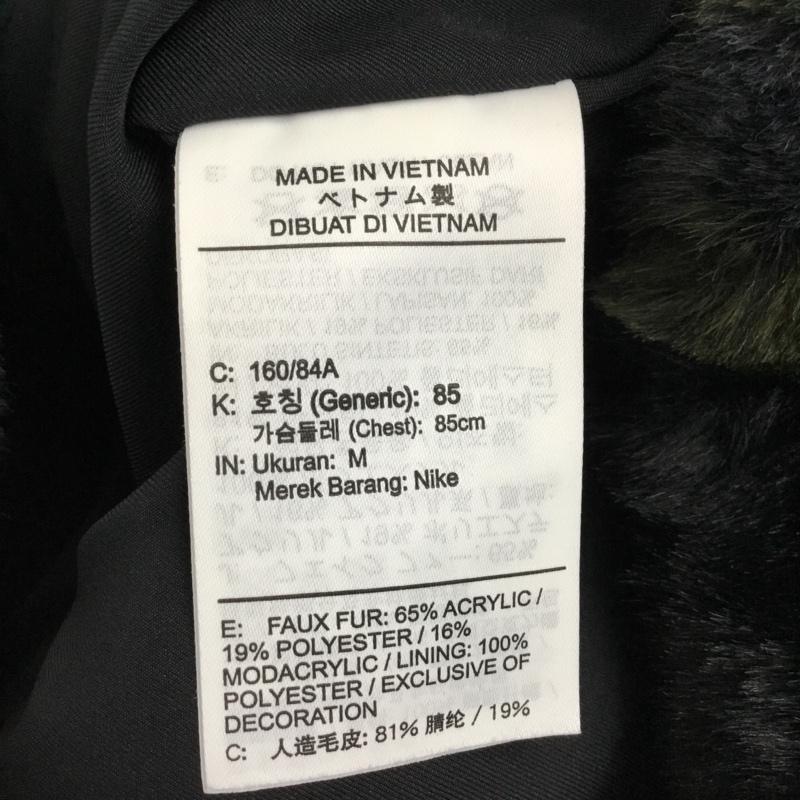 MADE IN VIETNAM
ベトナム製
DIBUAT DI VIETNAM
C: 160/84A
K: 호칭 (Generic): 85
가슴둘레 (Chest): 85cm
IN: Ukuran: M
Merek Barang: Nike
E: FAUX FUR: 65% ACRYLIC /
19% POLYESTER / 16%
MODACRYLIC / LINING: 100%
POLYESTER / EXCLUSIVE OF
DECORATION
C: 人造毛皮: 81% 腈纶 / 19%